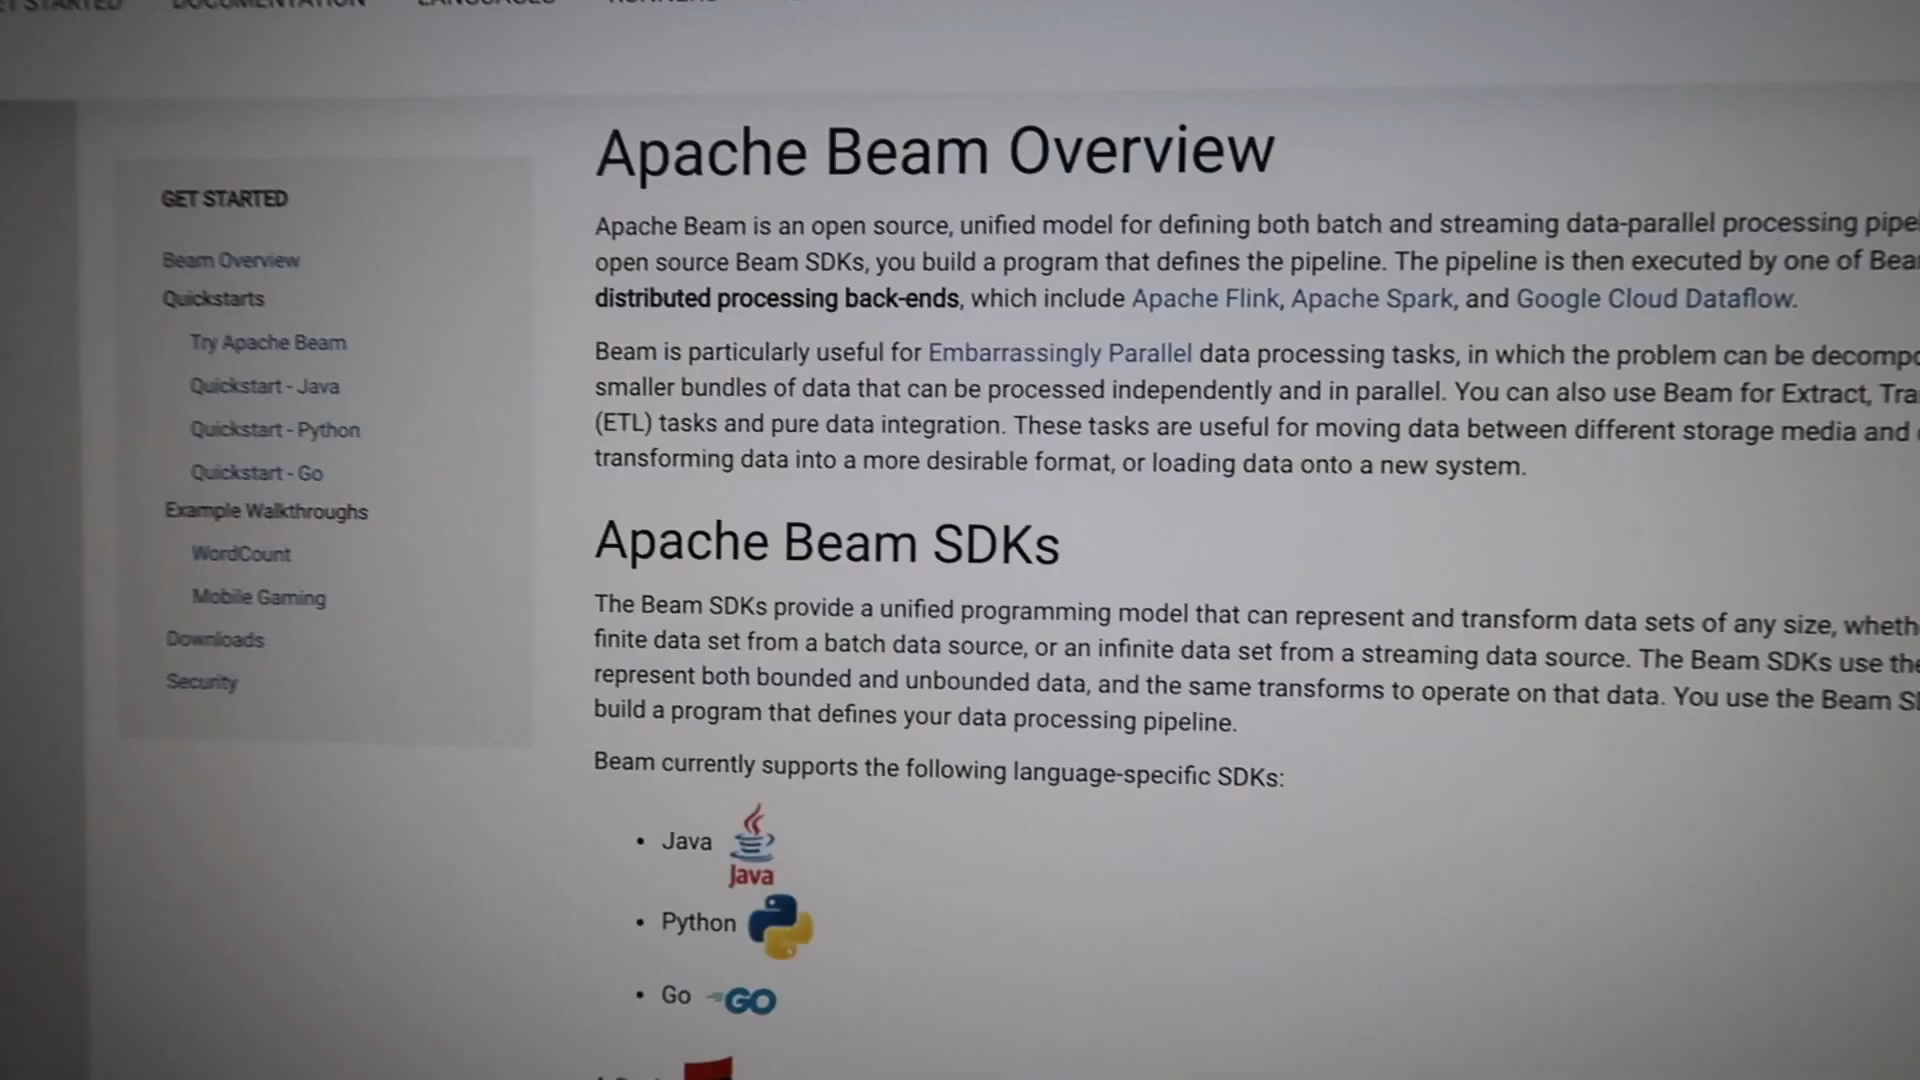 DOCUMENTATION
Apache Beam Overview
GET STARTED
Beam Overview
Quickstarts
Try Apache Beam
Quickstart - Java
Quickstart - Python
Quickstart - Go
Example Walkthroughs
WordCount
Mobile Gaming
Downloads
Security
Apache Beam is an open source, unified model for defining both batch and streaming data-parallel processing
open source Beam SDKs, you build a program that defines the pipeline. The pipeline is then executed by one of
distributed processing back-ends, which include Apache Flink, Apache Spark, and Google Cloud Dataflow.
Beam is particularly useful for Embarrassingly Parallel data processing tasks, in which the problem can be
smaller bundles of data that can be processed independently and in parallel. You can also use Beam for Extract,
(ETL) tasks and pure data integration. These tasks are useful for moving data between different storage media and
transforming data into a more desirable format, or loading data onto a new system.
Apache Beam SDKs
The Beam SDKs provide a unified programming model that can represent and transform data sets of any size,
finite data set from a batch data source, or an infinite data set from a streaming data source. The Beam SDKs use the
represent both bounded and unbounded data, and the same transforms to operate on that data. You use the Beam
build a program that defines your data processing pipeline.
Beam currently supports the following language-specific SDKs:
• Java
Java
• Python
• Go
GO